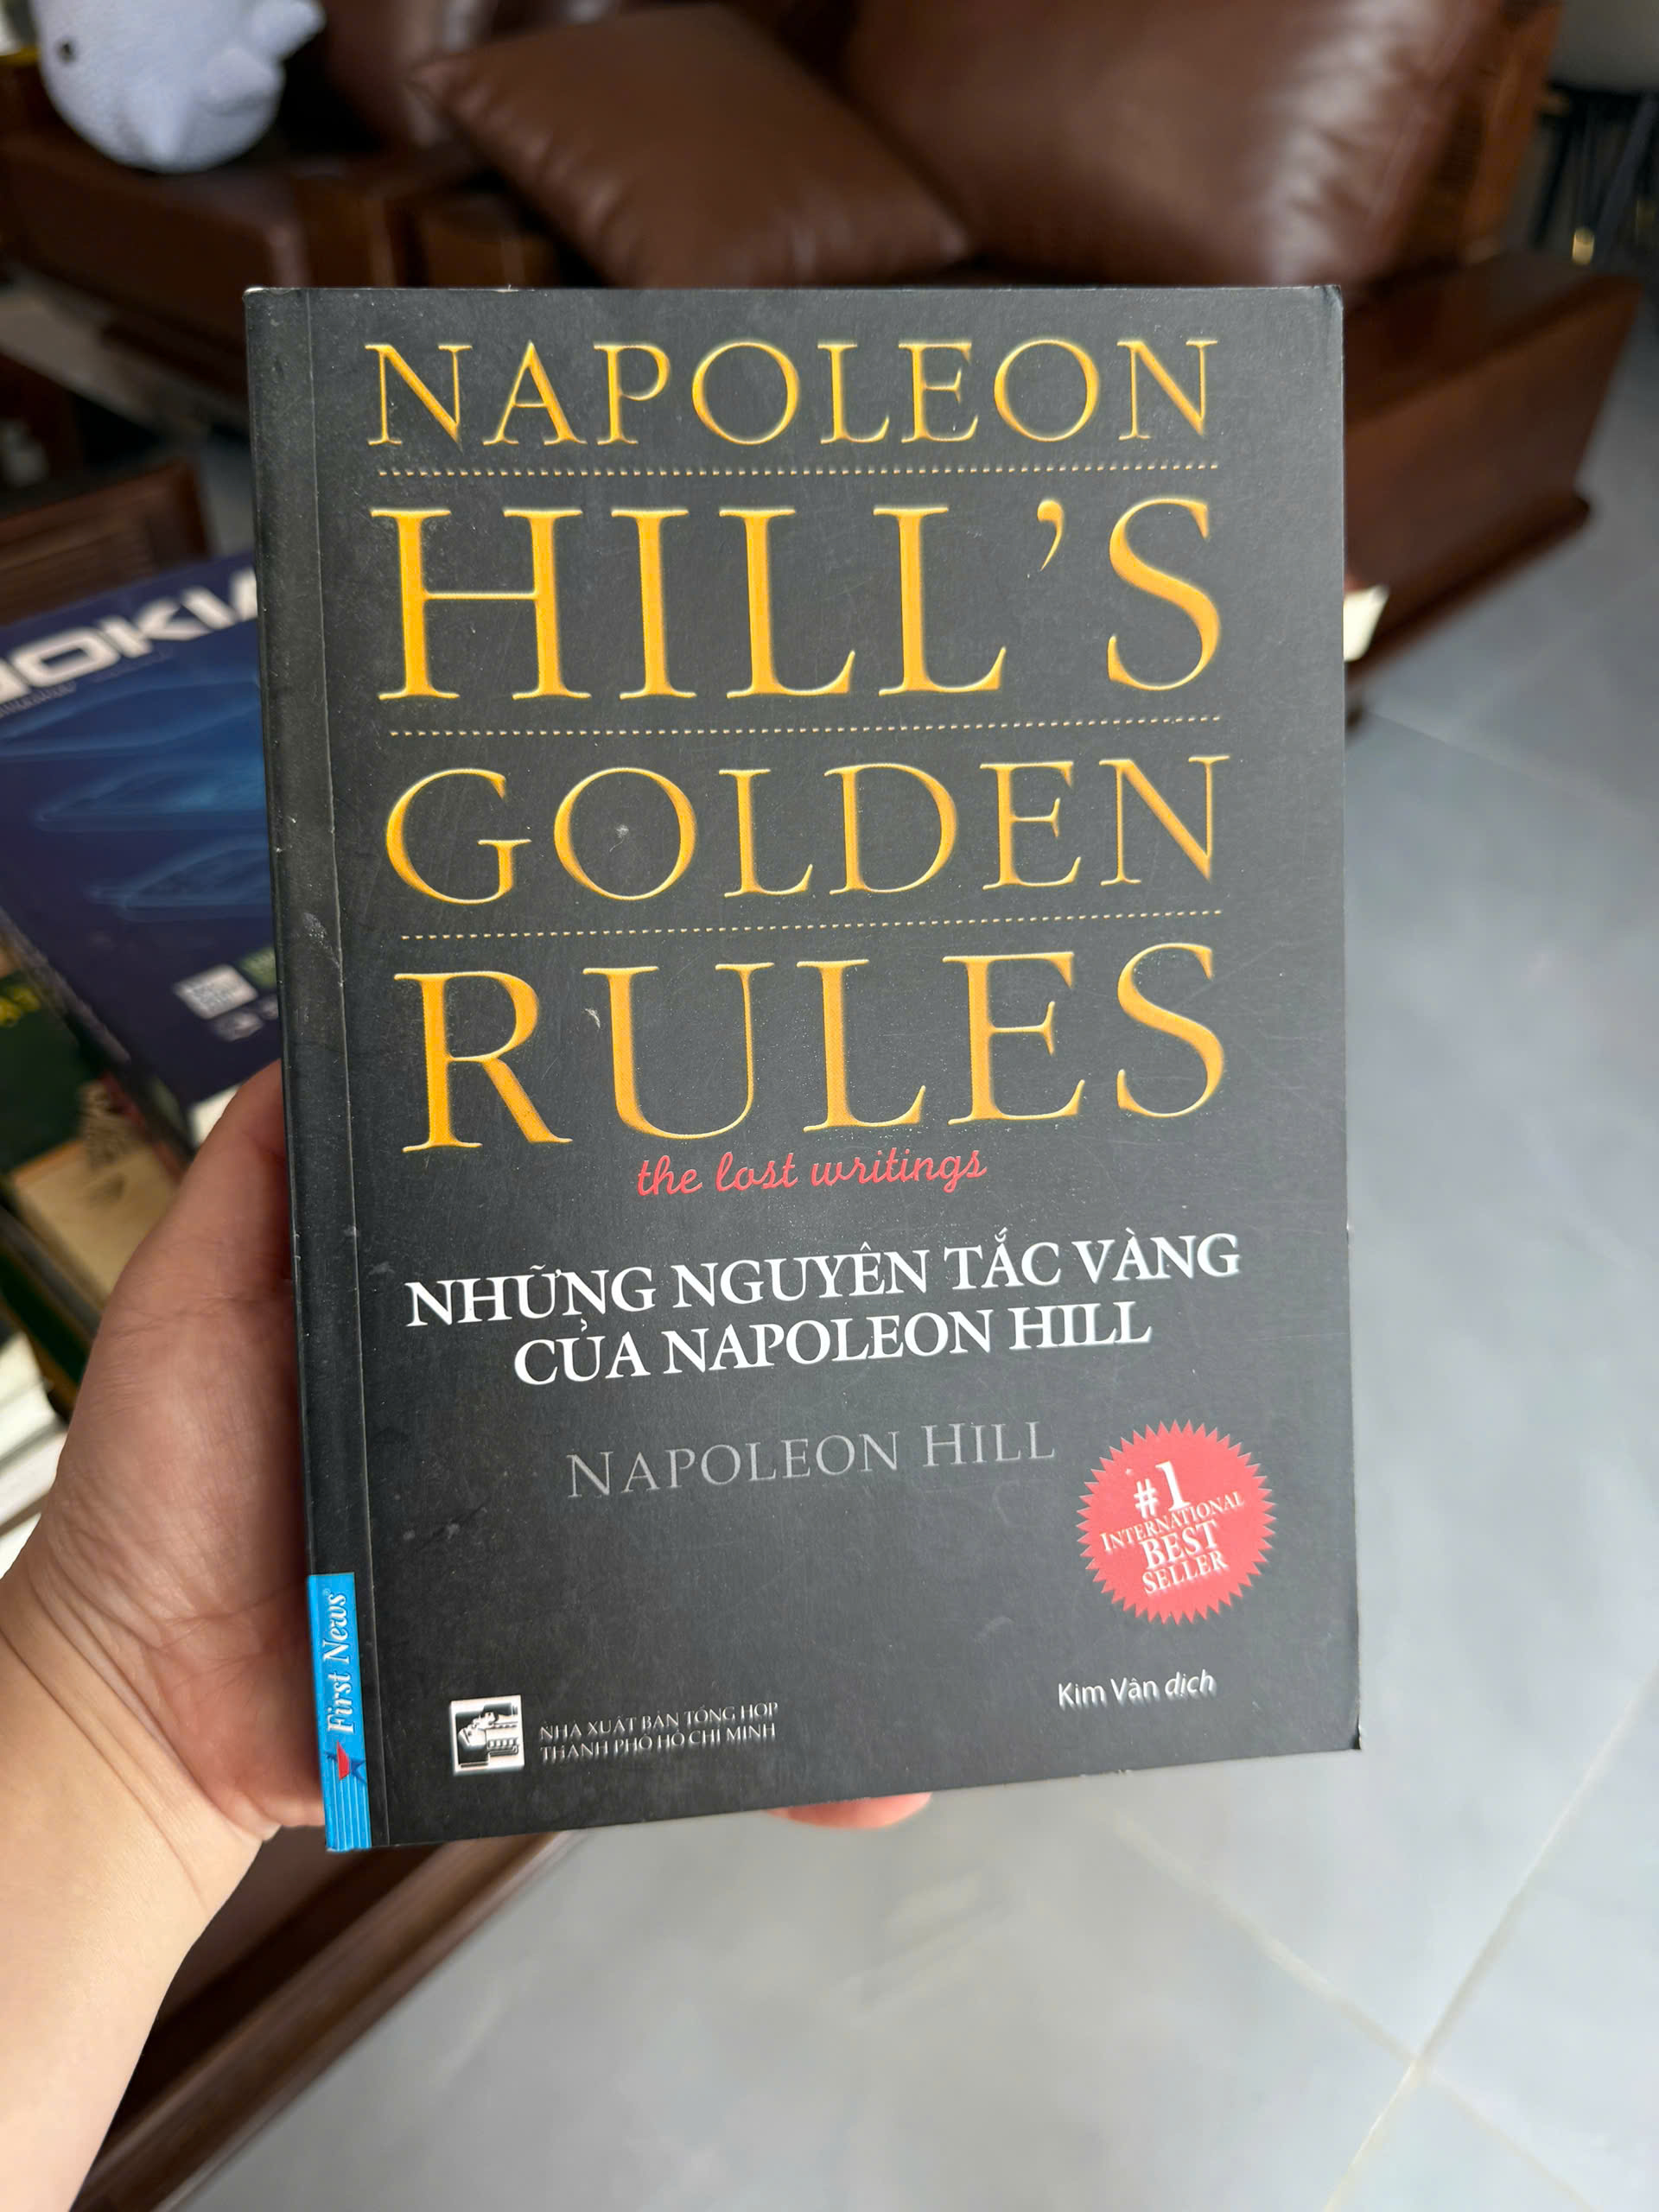 NAPOLEON
HILL'S
GOLDEN
RULES
the lost writings
NHỮNG NGUYÊN TẮC VÀNG
CỦA NAPOLEON HILL
NAPOLEON HILL
#1
INTERNATIONAL
BEST
SELLER
Kim Vân dịch
NHÀ XUẤT BẢN TỔNG HỢP
THÀNH PHỐ HỒ CHÍ MINH
First News
OKIA